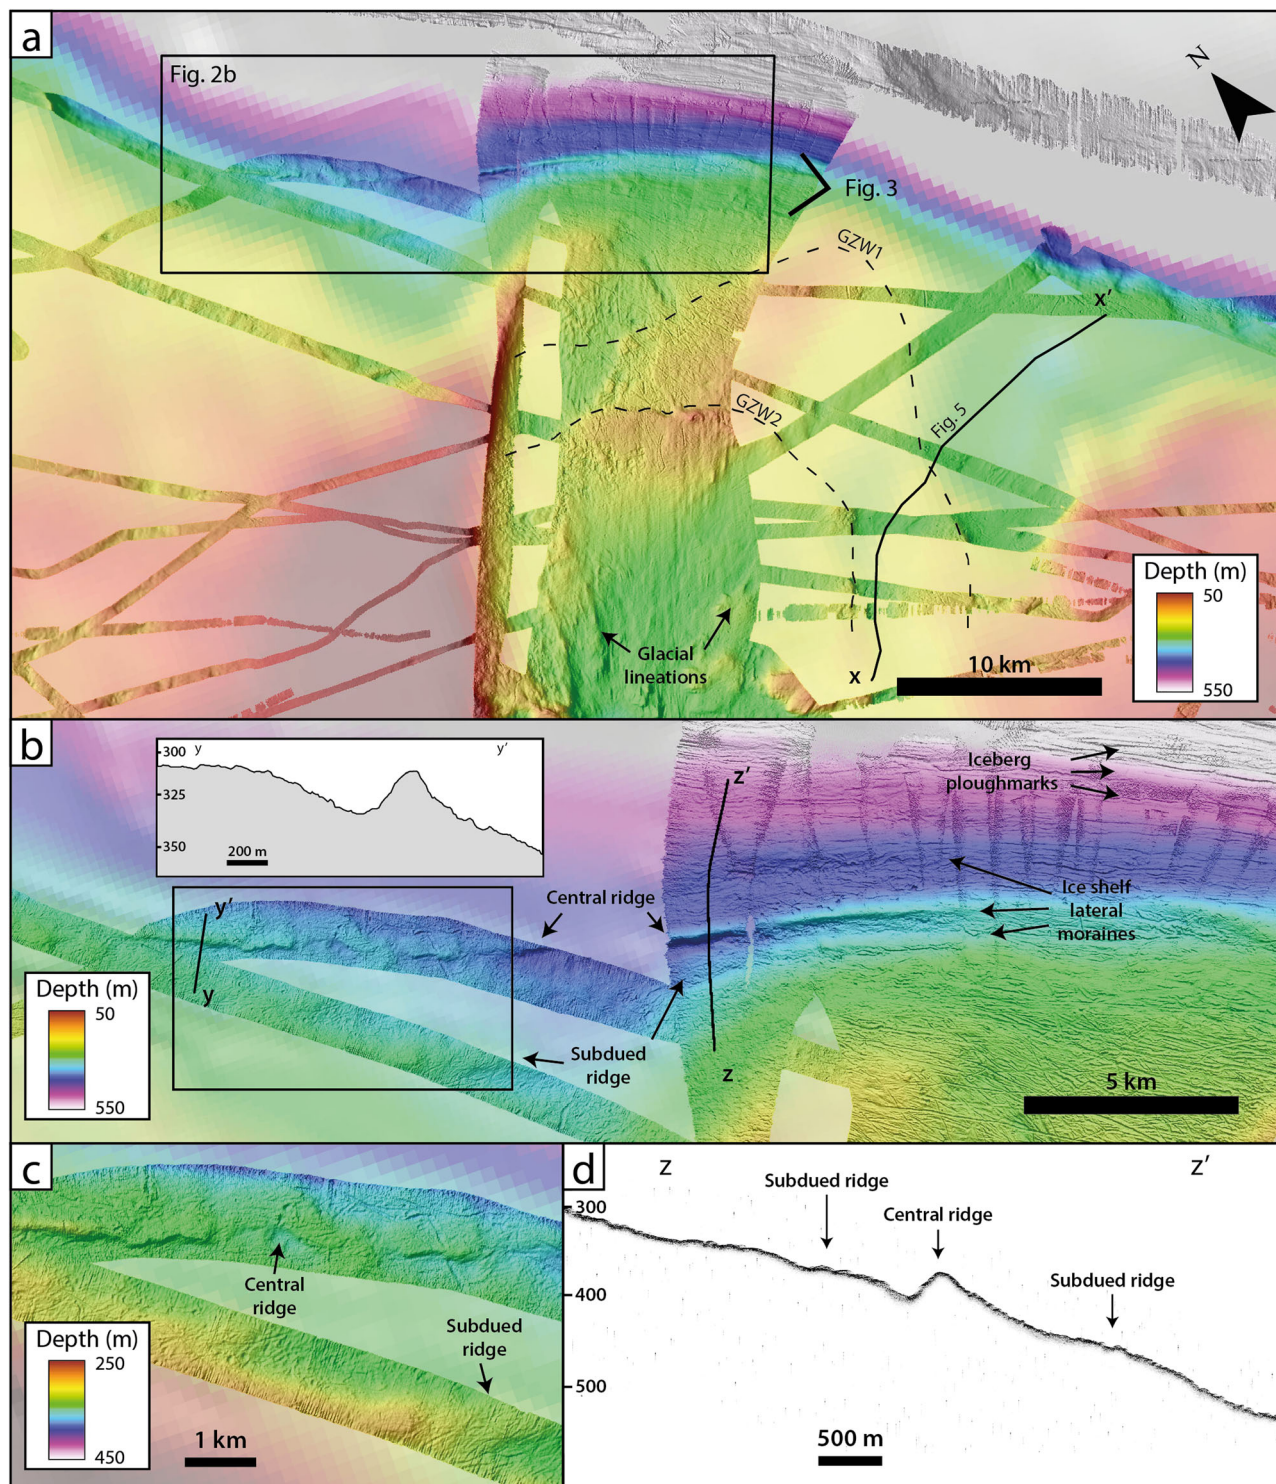 a
Fig. 2b
N
Fig. 3
GZW1
x'
GZW2
Fig. 5
Glacial
lineations
x
10 km
Depth (m)
50
550
b
300
y
y'
325
350
200 m
z'
Iceberg
ploughmarks
Central ridge
Ice shelf
lateral
moraines
y'
y
Depth (m)
50
550
Subdued
ridge
z
5 km
c
Central
ridge
Subdued
ridge
Depth (m)
250
450
1 km
d
z
z'
Subdued ridge
Central ridge
Subdued ridge
300
400
500
500 m